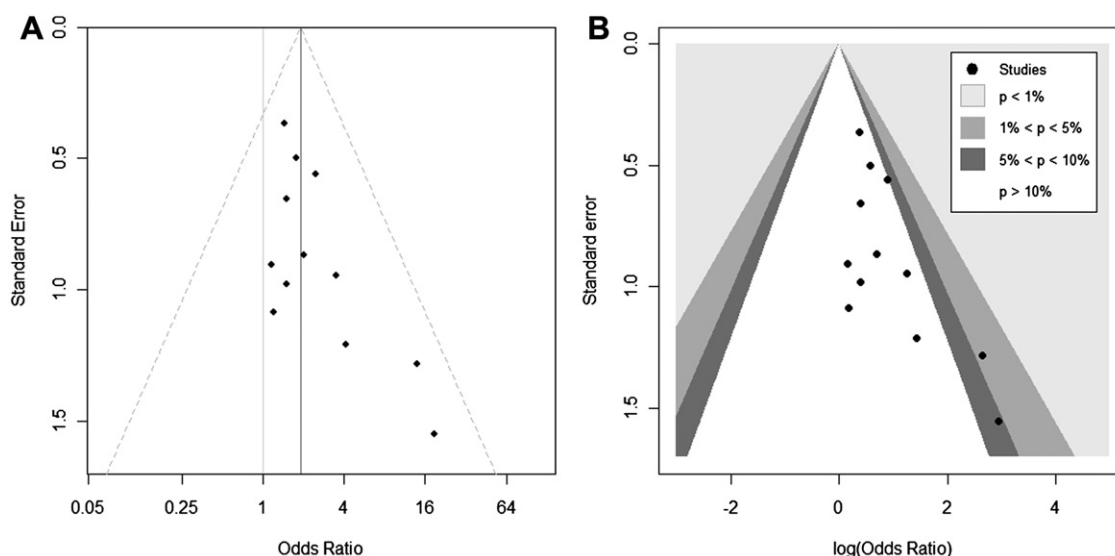 A
0.0
0.5
1.0
1.5
Standard Error
0.05
0.25
1
4
16
64
Odds Ratio
B
0.0
0.5
1.0
1.5
Standard error
-2
0
2
4
log(Odds Ratio)
Studies
p < 1%
1% < p < 5%
5% < p < 10%
p > 10%